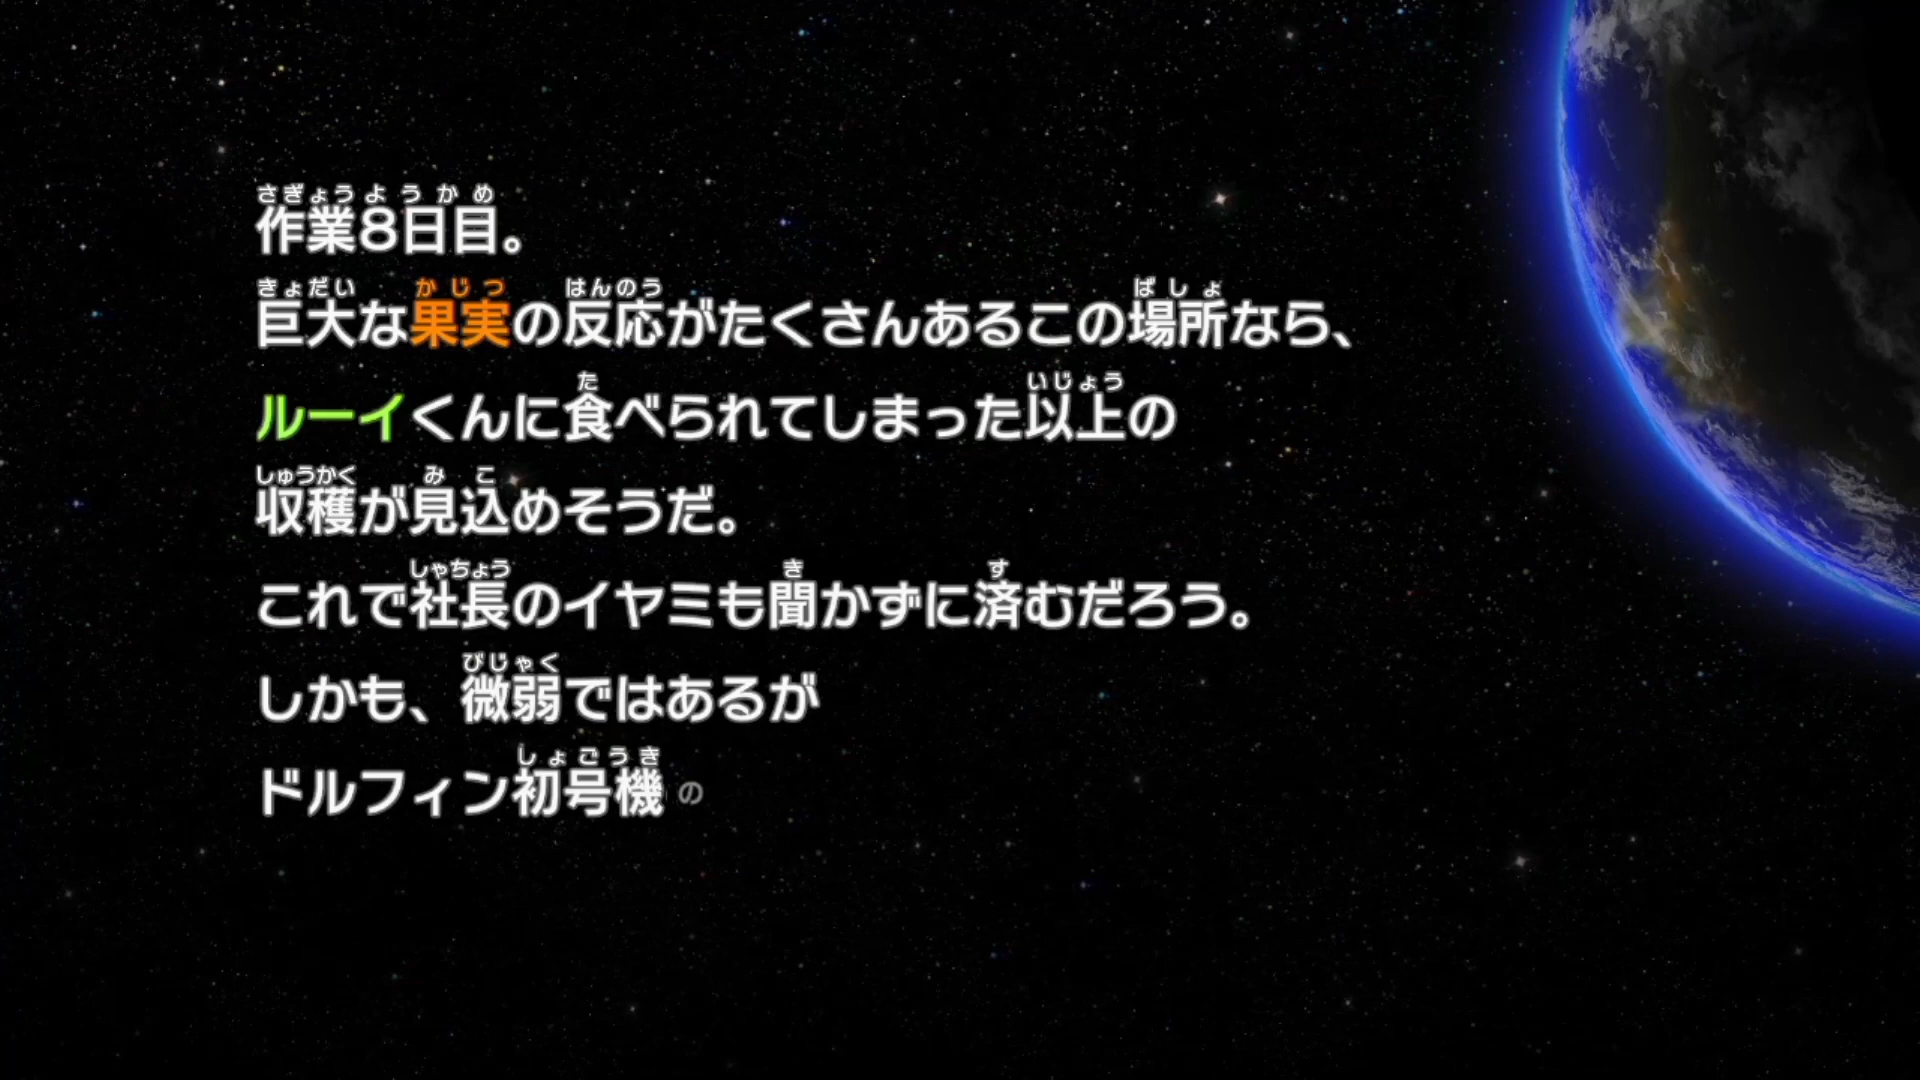 作業8日目。
巨大な果実の反応がたくさんあるこの場所なら、
ルーイくんに食べられてしまった以上の
収穫が見込めそうだ。
これで社長のイヤミも聞かずに済むだろう。
しかも、微弱ではあるが
ドルフィン初号機の